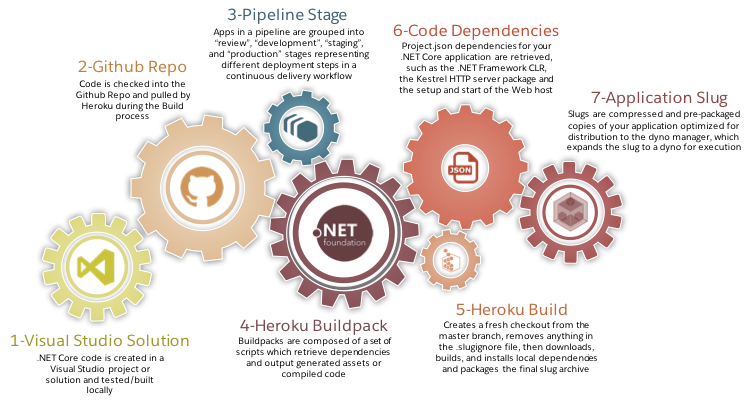 1-Visual Studio Solution
.NET Core code is created in a
Visual Studio project or
solution and tested/built
locally
2-Github Repo
Code is checked into the
Github Repo and pulled by
Heroku during the Build
process
3-Pipeline Stage
Apps in a pipeline are grouped into
“review”, “development”, “staging”,
and “production” stages representing
different deployment steps in a
continuous delivery workflow
4-Heroku Buildpack
Buildpacks are composed of a set of
scripts which retrieve dependencies
and output generated assets or
compiled code
5-Heroku Build
Creates a fresh checkout from the
master branch, removes anything in
the .slugignore file, then downloads,
builds, and installs local dependencies
and packages the final slug archive
6-Code Dependencies
Project.json dependencies for your
.NET Core application are retrieved,
such as the .NET Framework CLR,
the Kestrel HTTP server package and
the setup and start of the Web host
7-Application Slug
Slugs are compressed and pre-packaged
copies of your application optimized for
distribution to the dyno manager, which
expands the slug to a dyno for execution
.NET
foundation
JSON